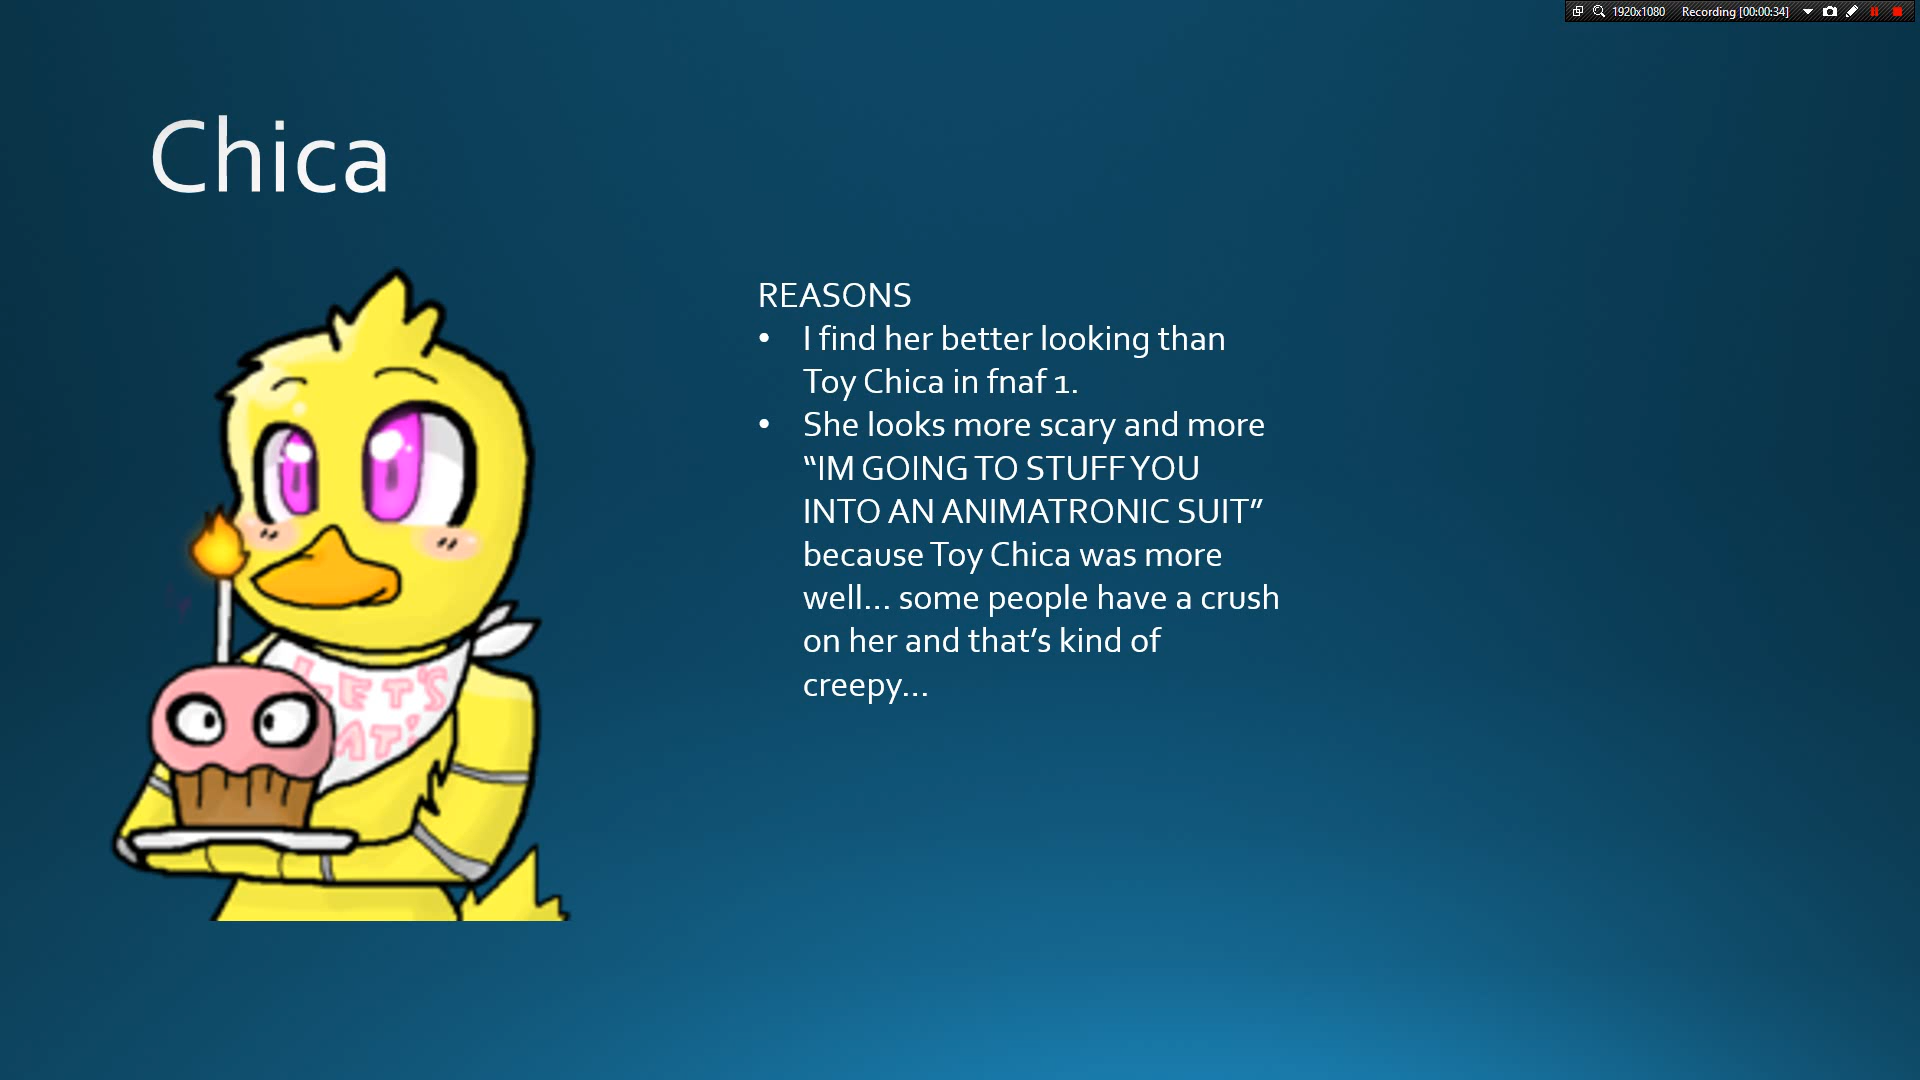 1920x1080 Recording [00:00:34]
Chica
REASONS
• I find her better looking than
Toy Chica in fnaf 1.
• She looks more scary and more
“IM GOING TO STUFF YOU
INTO AN ANIMATRONIC SUIT”
because Toy Chica was more
well... some people have a crush
on her and that’s kind of
creepy...
LET'S